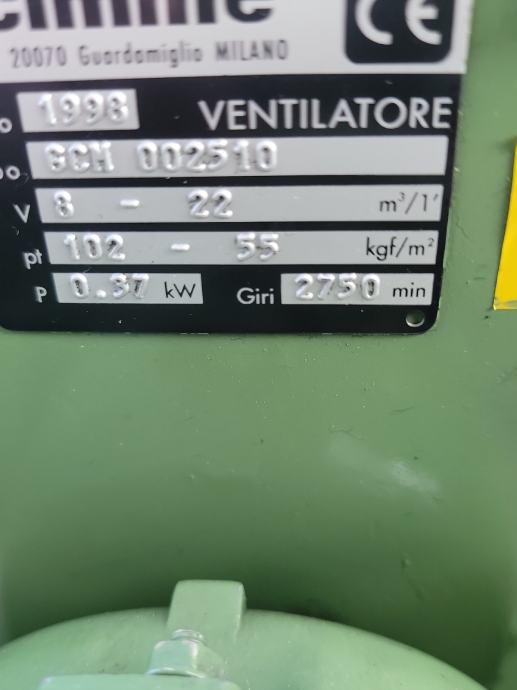 20070 Guardamiglio MILANO
CE
1998 VENTILATORE
GCM 002510
V 8 - 22 m³/1'
pt 102 - 55 kgf/m²
P 0.37 kW Giri 2750 min